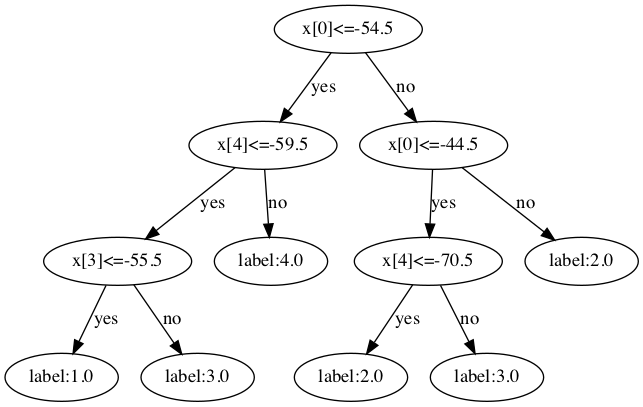 x[0]<=-54.5
yes
no
x[4]<=-59.5
x[0]<=-44.5
yes
no
yes
no
x[3]<=-55.5
label:4.0
x[4]<=-70.5
label:2.0
yes
no
yes
no
label:1.0
label:3.0
label:2.0
label:3.0